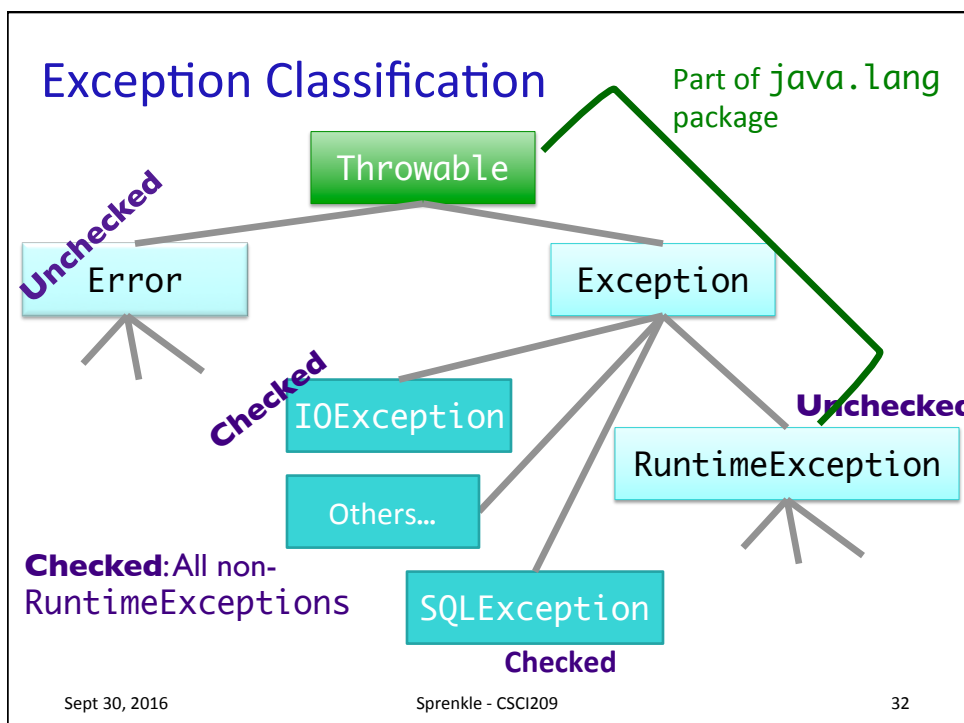 Exception Classification
Part of java.lang
package
Throwable
Unchecked
Error
Exception
Checked
IOException
Unchecked
RuntimeException
Others...
Checked: All non-
RuntimeExceptions
SQLException
Checked
Sept 30, 2016
Sprenkle - CSCI209
32